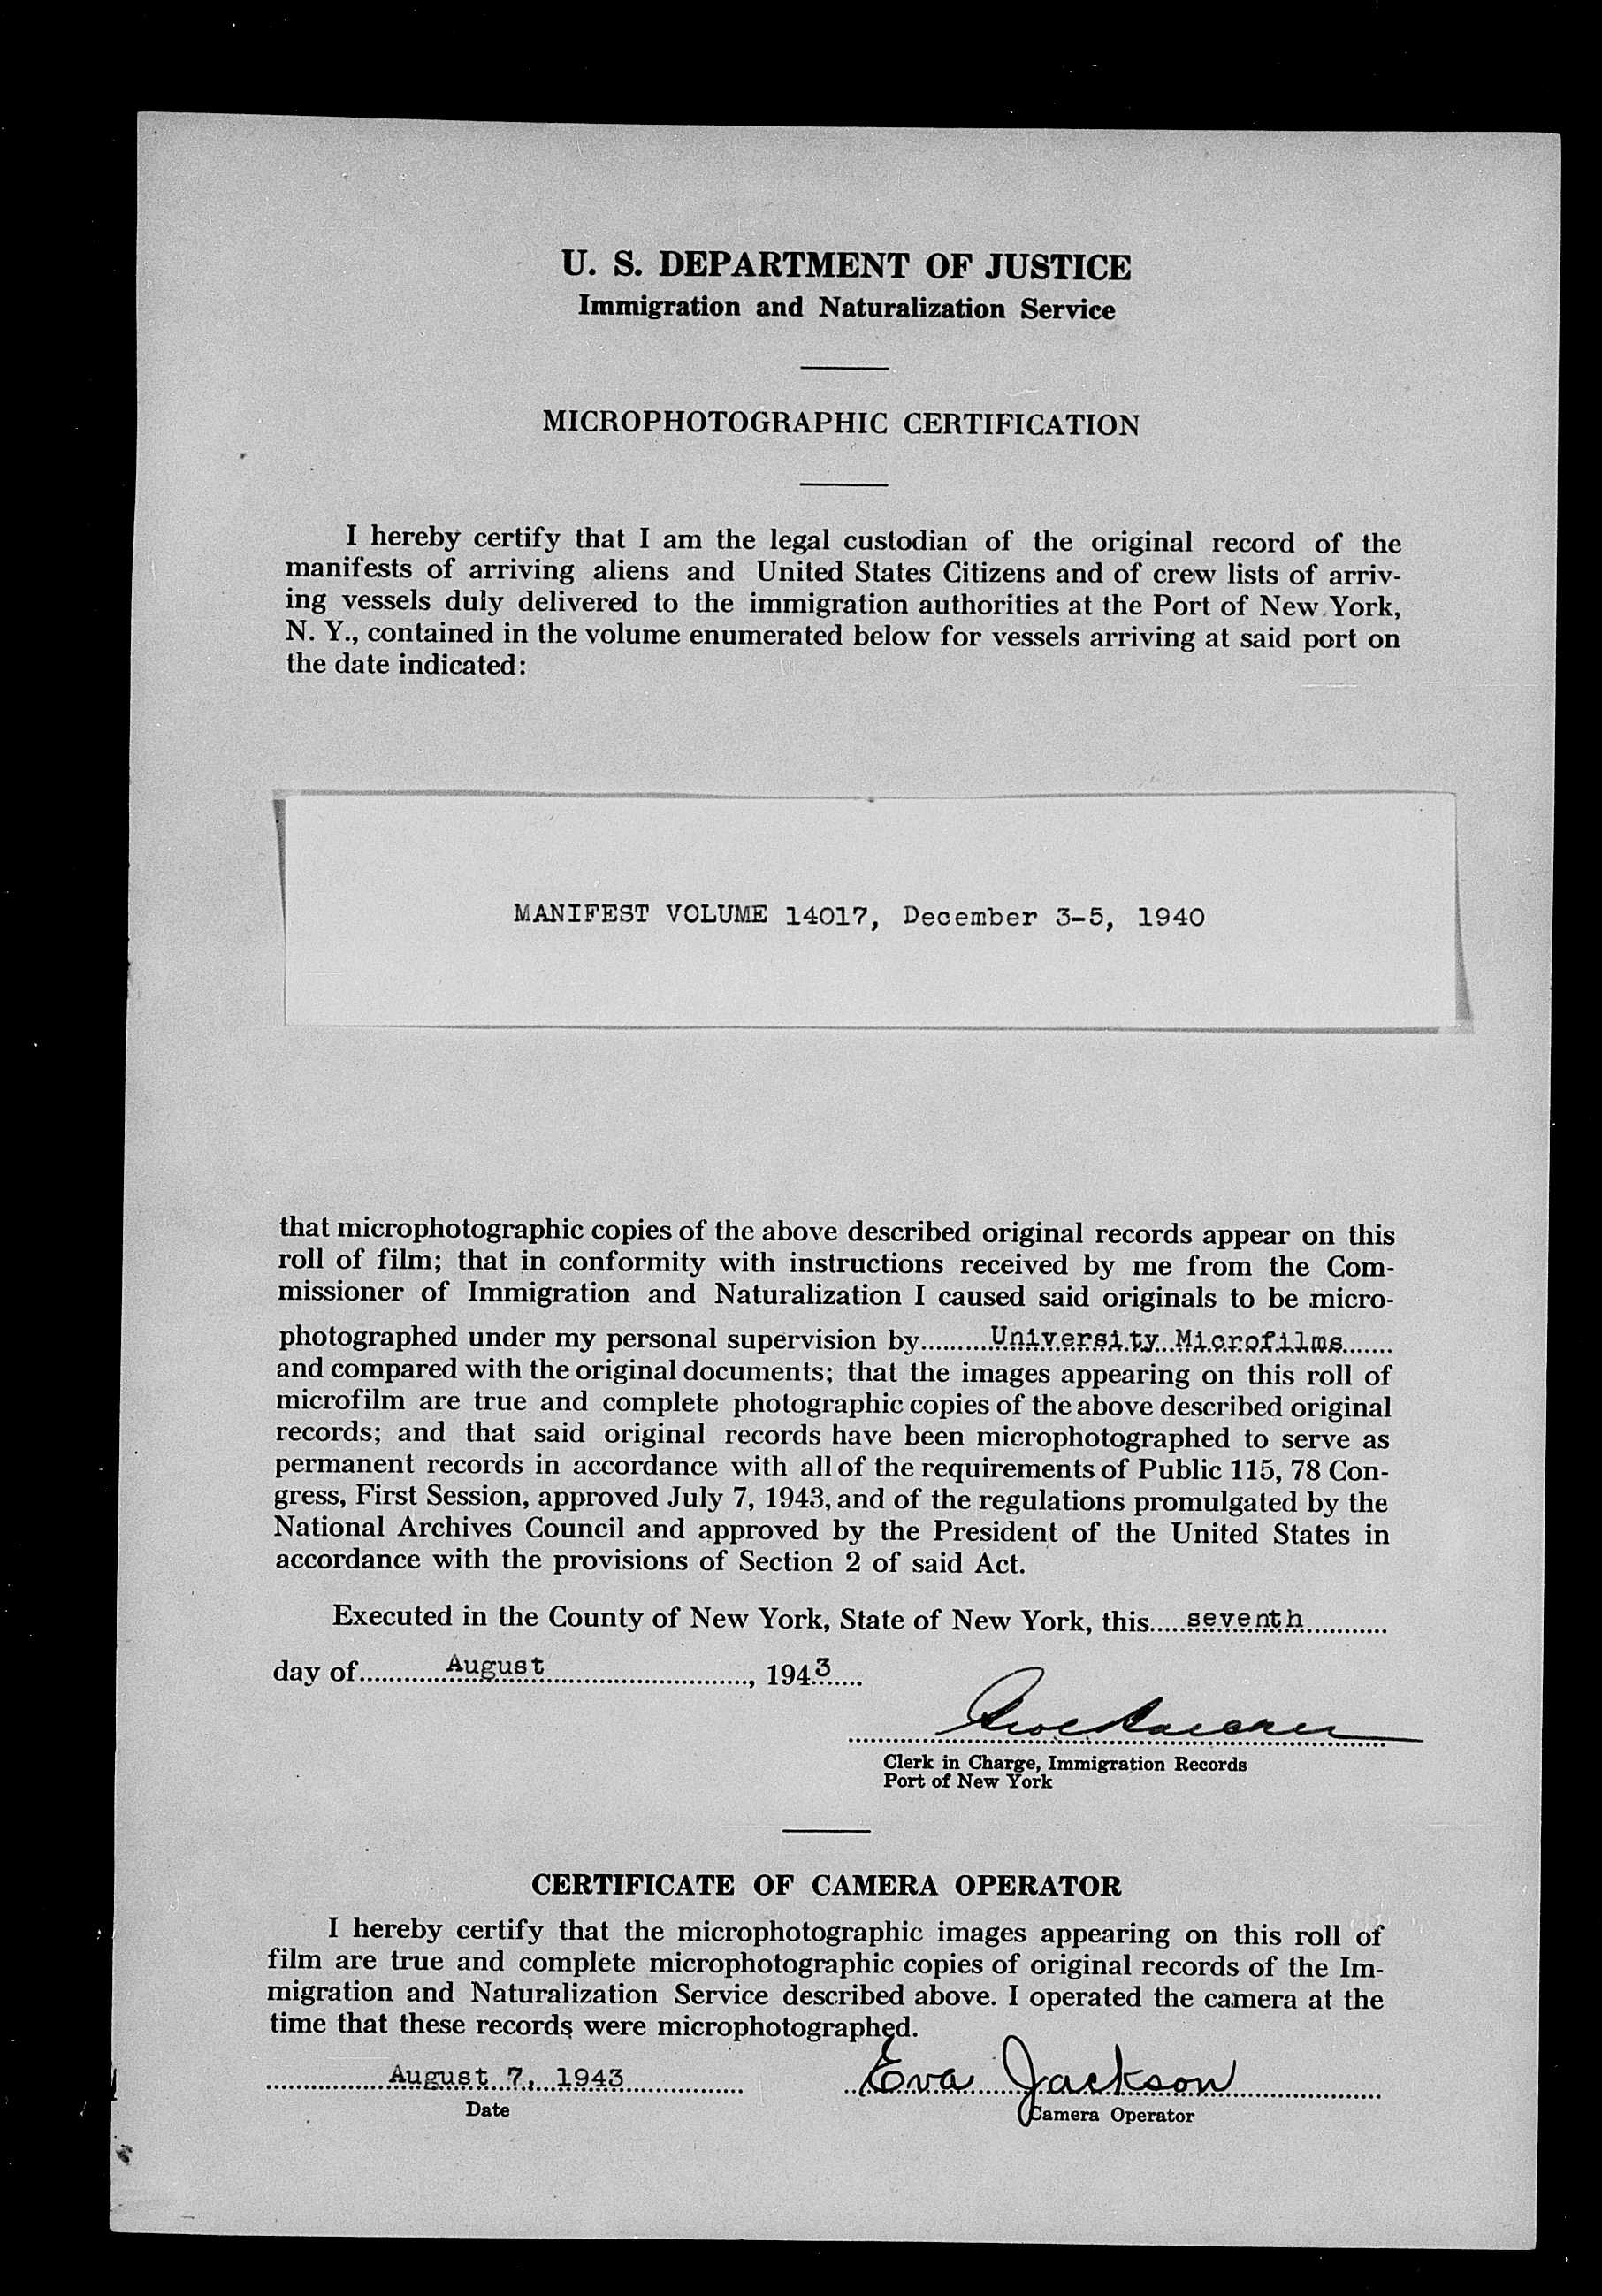 U. S. DEPARTMENT OF JUSTICE
Immigration and Naturalization Service
MICROPHOTOGRAPHIC CERTIFICATION
I hereby certify that I am the legal custodian of the original record of the
manifests of arriving aliens and United States Citizens and of crew lists of arriv-
ing vessels duly delivered to the immigration authorities at the Port of New York,
N. Y., contained in the volume enumerated below for vessels arriving at said port on
the date indicated:
MANIFEST VOLUME 14017, December 3-5, 1940
that microphotographic copies of the above described original records appear on this
roll of film; that in conformity with instructions received by me from the Com-
missioner of Immigration and Naturalization I caused said originals to be micro-
photographed under my personal supervision by........University Microfilms.......
and compared with the original documents; that the images appearing on this roll of
microfilm are true and complete photographic copies of the above described original
records; and that said original records have been microphotographed to serve as
permanent records in accordance with all of the requirements of Public 115, 78 Con-
gress, First Session, approved July 7, 1943, and of the regulations promulgated by the
National Archives Council and approved by the President of the United States in
accordance with the provisions of Section 2 of said Act.
Executed in the County of New York, State of New York, this.....seventh............
day of............August............................., 1943......
Clerk in Charge, Immigration Records
Port of New York
CERTIFICATE OF CAMERA OPERATOR
I hereby certify that the microphotographic images appearing on this roll of
film are true and complete microphotographic copies of original records of the Im-
migration and Naturalization Service described above. I operated the camera at the
time that these records were microphotographed.
August 7, 1943 Eva Jackson
Date Camera Operator